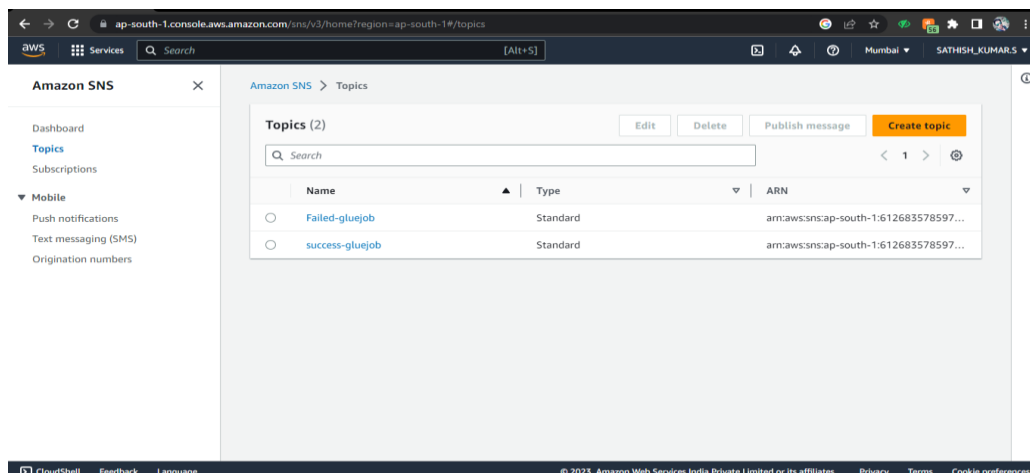 ap-south-1.console.aws.amazon.com/sns/v3/home?region=ap-south-1#/topics
56
aws Services Search [Alt+S] Mumbai SATHISH_KUMAR.S
Amazon SNS
Dashboard
Topics
Subscriptions
Mobile
Push notifications
Text messaging (SMS)
Origination numbers
Amazon SNS > Topics
Topics (2) Edit Delete Publish message Create topic
Search 1
Name Type ARN
Failed-gluejob Standard arn:aws:sns:ap-south-1:612683578597...
success-gluejob Standard arn:aws:sns:ap-south-1:612683578597...
CloudShell Feedback Language © 2023, Amazon Web Services India Private Limited or its affiliates. Privacy Terms Cookie preferences